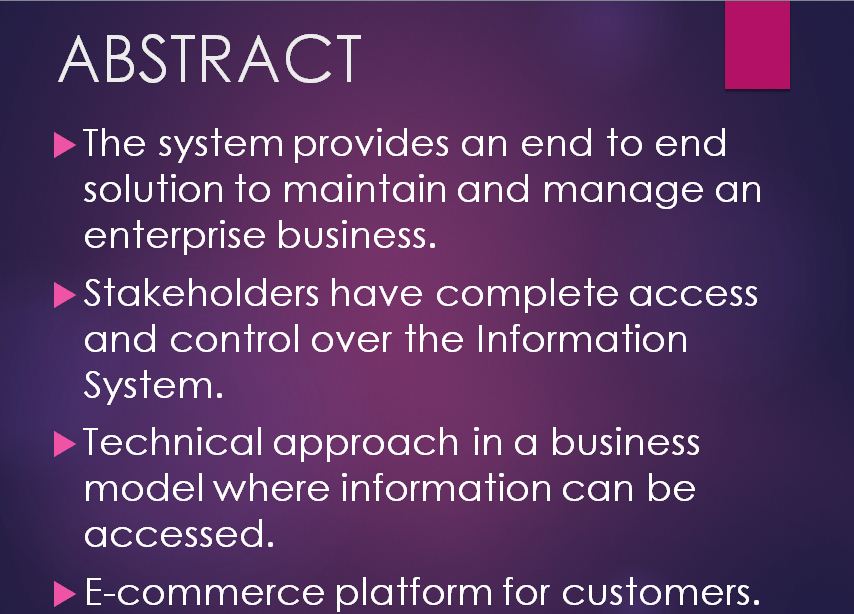 ABSTRACT
The system provides an end to end
solution to maintain and manage an
enterprise business.
Stakeholders have complete access
and control over the Information
System.
Technical approach in a business
model where information can be
accessed.
E-commerce platform for customers.